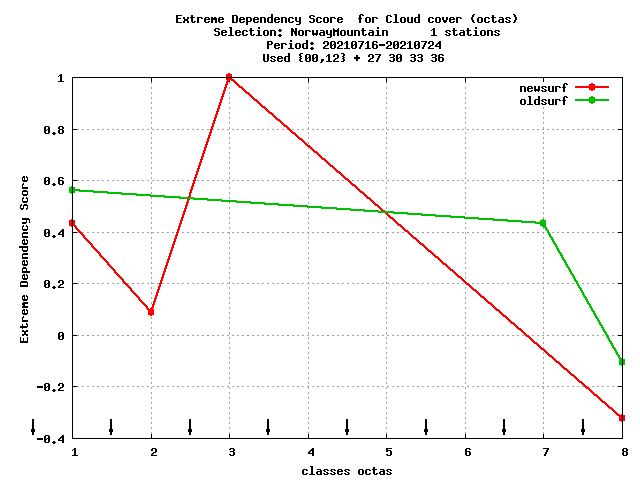 Extreme Dependency Score  for Cloud cover (octas)
Selection: NorwayMountain      1 stations
Period: 20210716-20210724
Used {00,12} + 27 30 33 36
newsurf
oldsurf
1
0.8
0.6
0.4
0.2
0
-0.2
-0.4
Extreme Dependency Score
1 2 3 4 5 6 7 8
classes octas